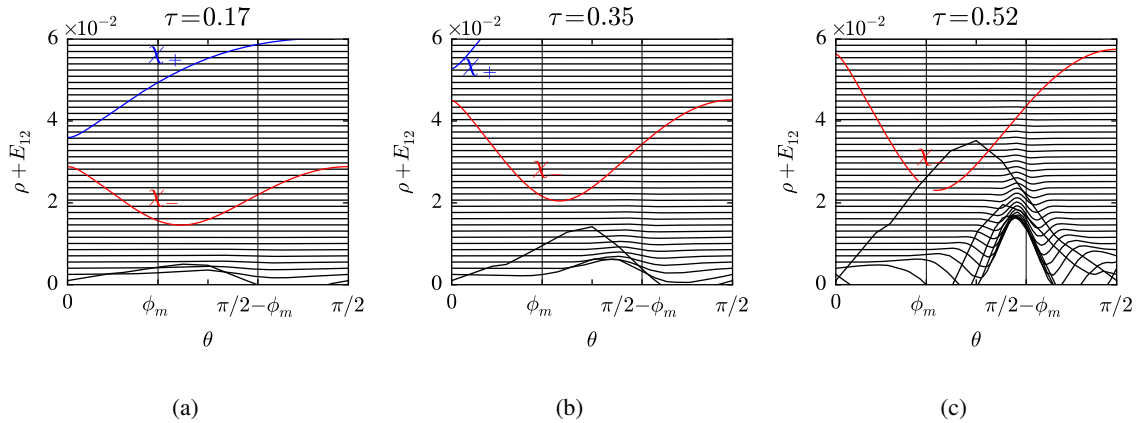 τ=0.17
×10⁻²
6
4
2
0
ρ + E₁₂
χ₊
χ₋
0
ϕₘ
π/2−ϕₘ
π/2
θ
(a)
τ=0.35
×10⁻²
6
4
2
0
ρ + E₁₂
χ₊
χ₋
0
ϕₘ
π/2−ϕₘ
π/2
θ
(b)
τ=0.52
×10⁻²
6
4
2
0
ρ + E₁₂
χ₋
0
ϕₘ
π/2−ϕₘ
π/2
θ
(c)